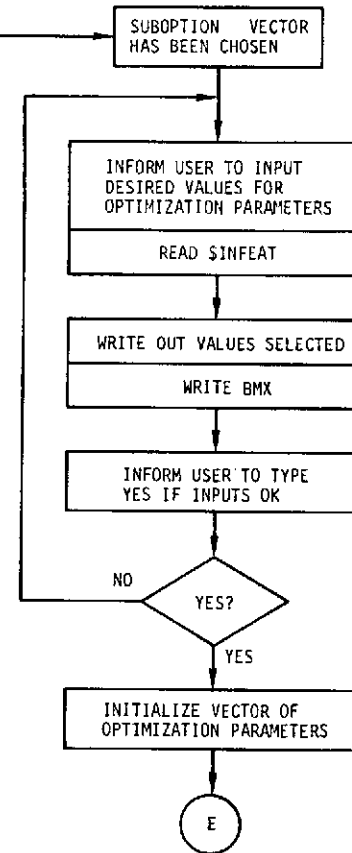 SUBOPTION VECTOR
HAS BEEN CHOSEN
INFORM USER TO INPUT
DESIRED VALUES FOR
OPTIMIZATION PARAMETERS
READ $INFEAT
WRITE OUT VALUES SELECTED
WRITE BMX
INFORM USER TO TYPE
YES IF INPUTS OK
NO
YES?
YES
INITIALIZE VECTOR OF
OPTIMIZATION PARAMETERS
E